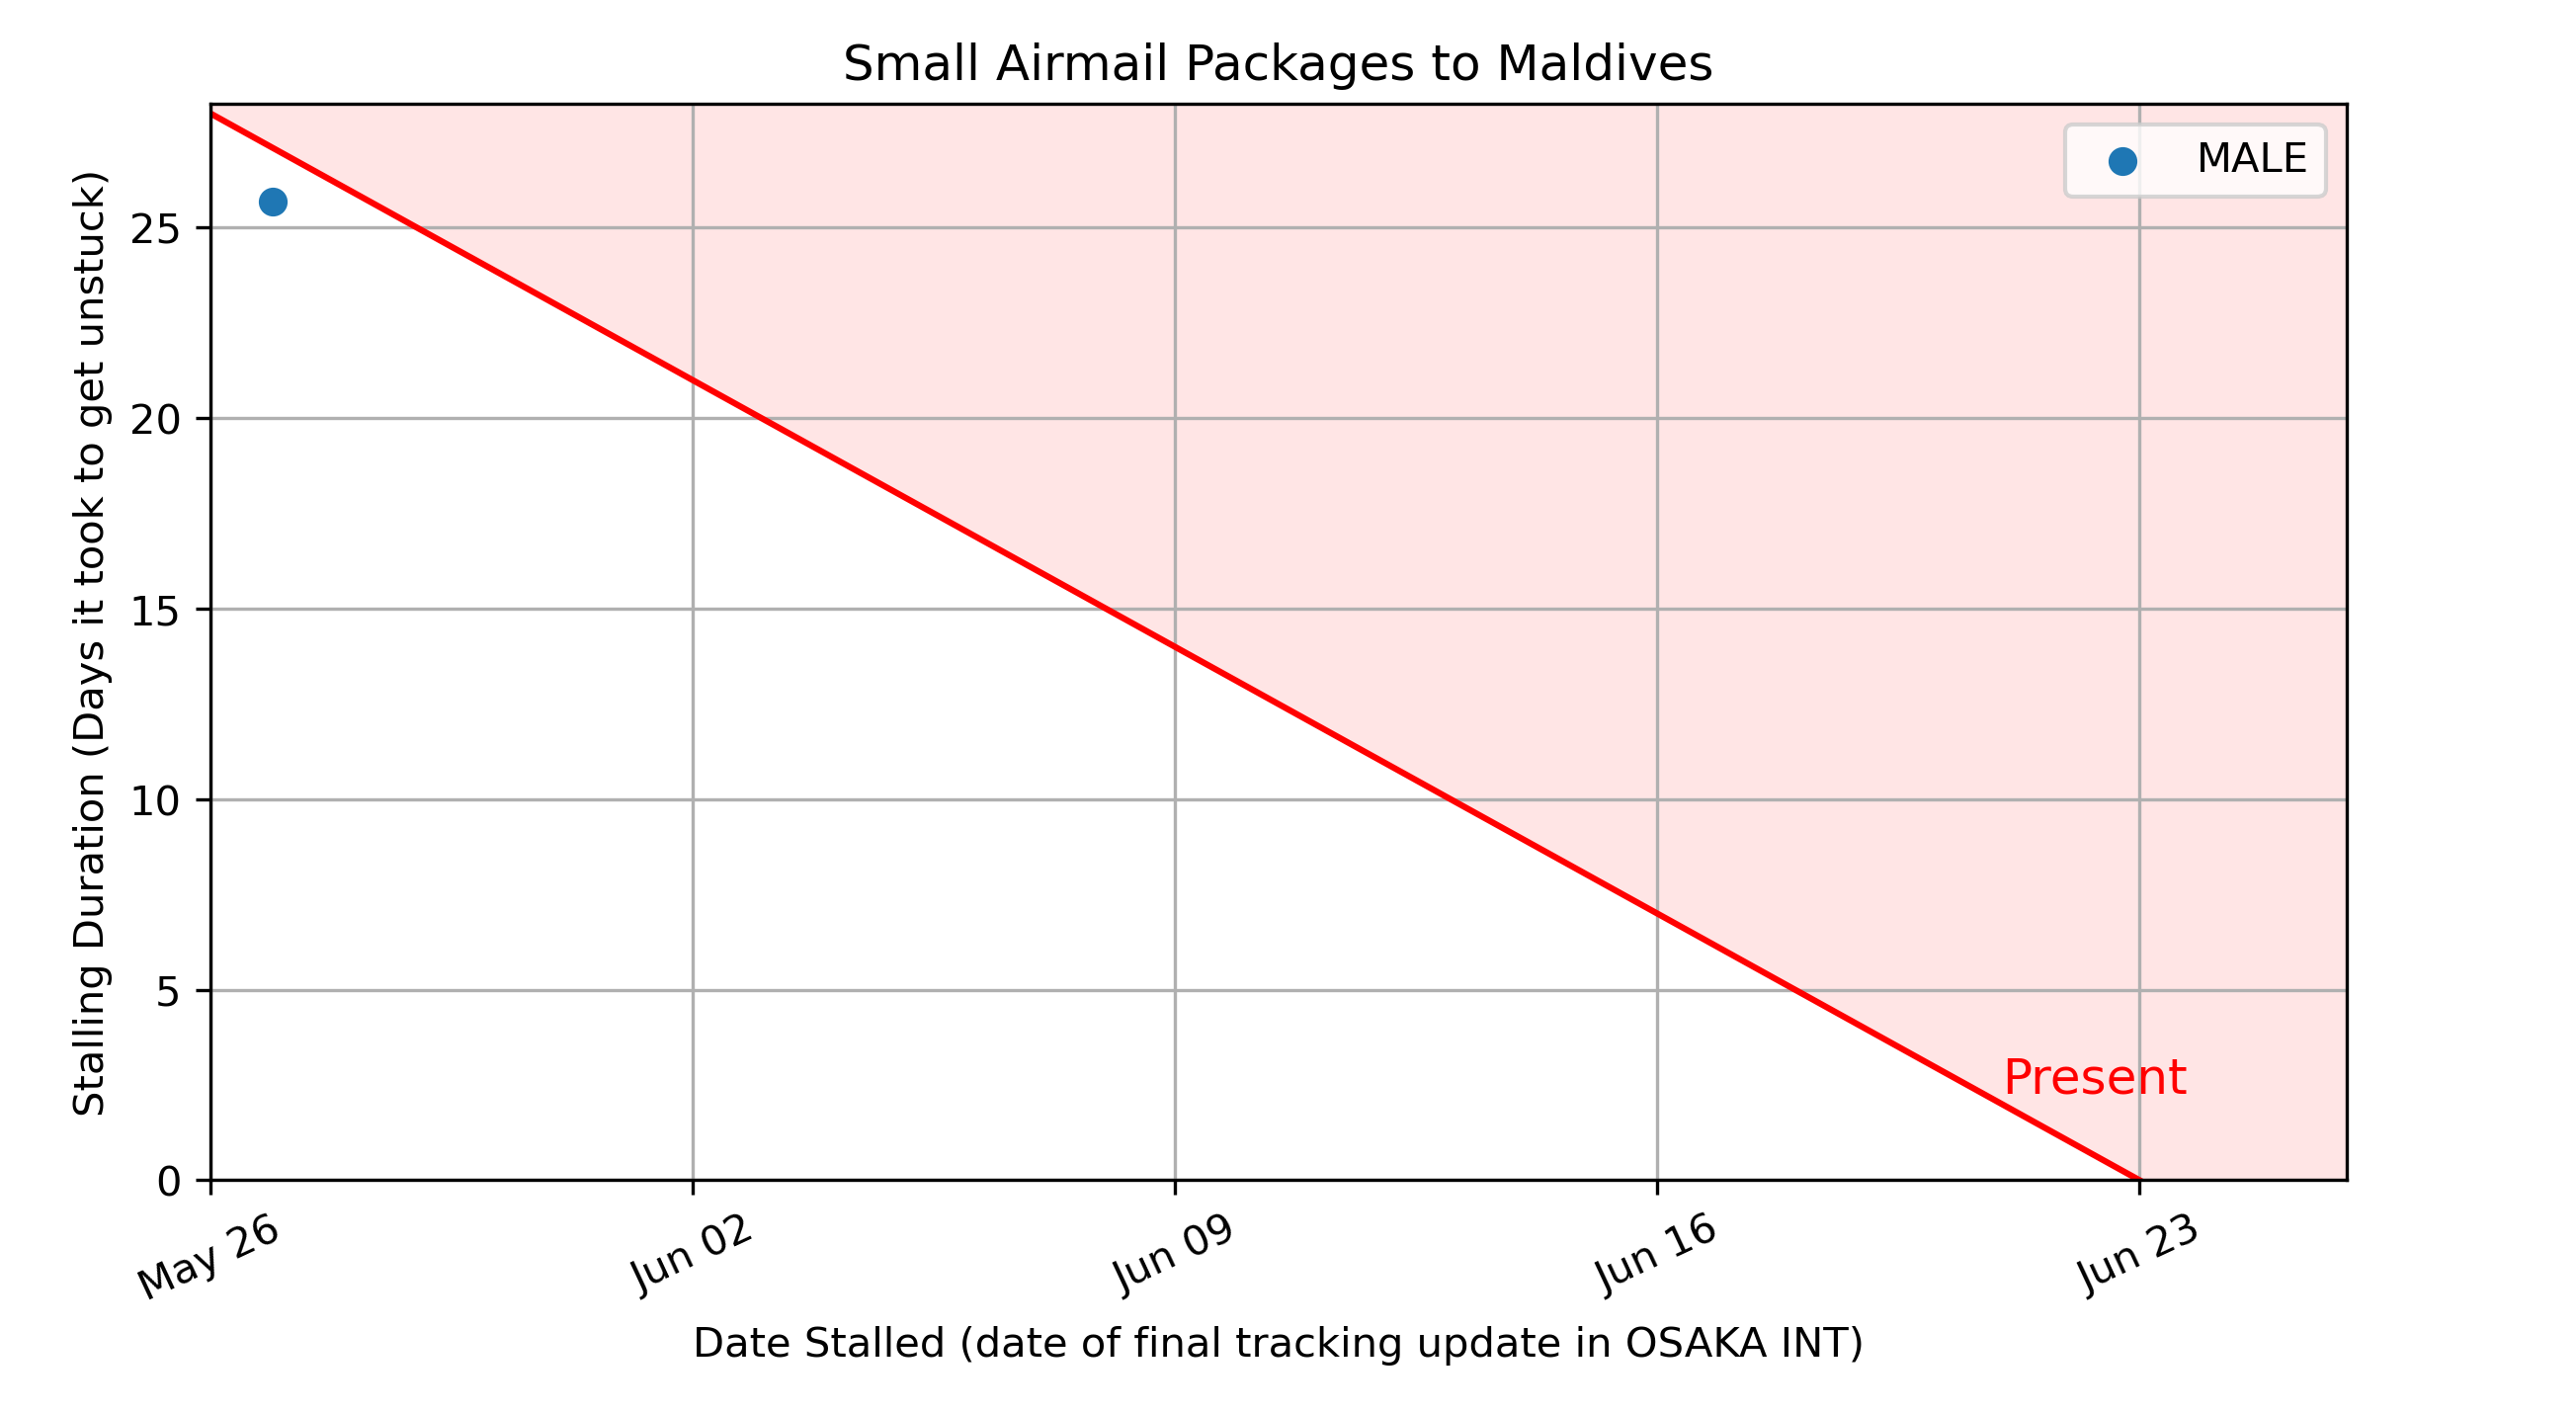 Small Airmail Packages to Maldives
MALE
Stalling Duration (Days it took to get unstuck)
25
20
15
10
5
0
Present
May 26
Jun 02
Jun 09
Jun 16
Jun 23
Date Stalled (date of final tracking update in OSAKA INT)